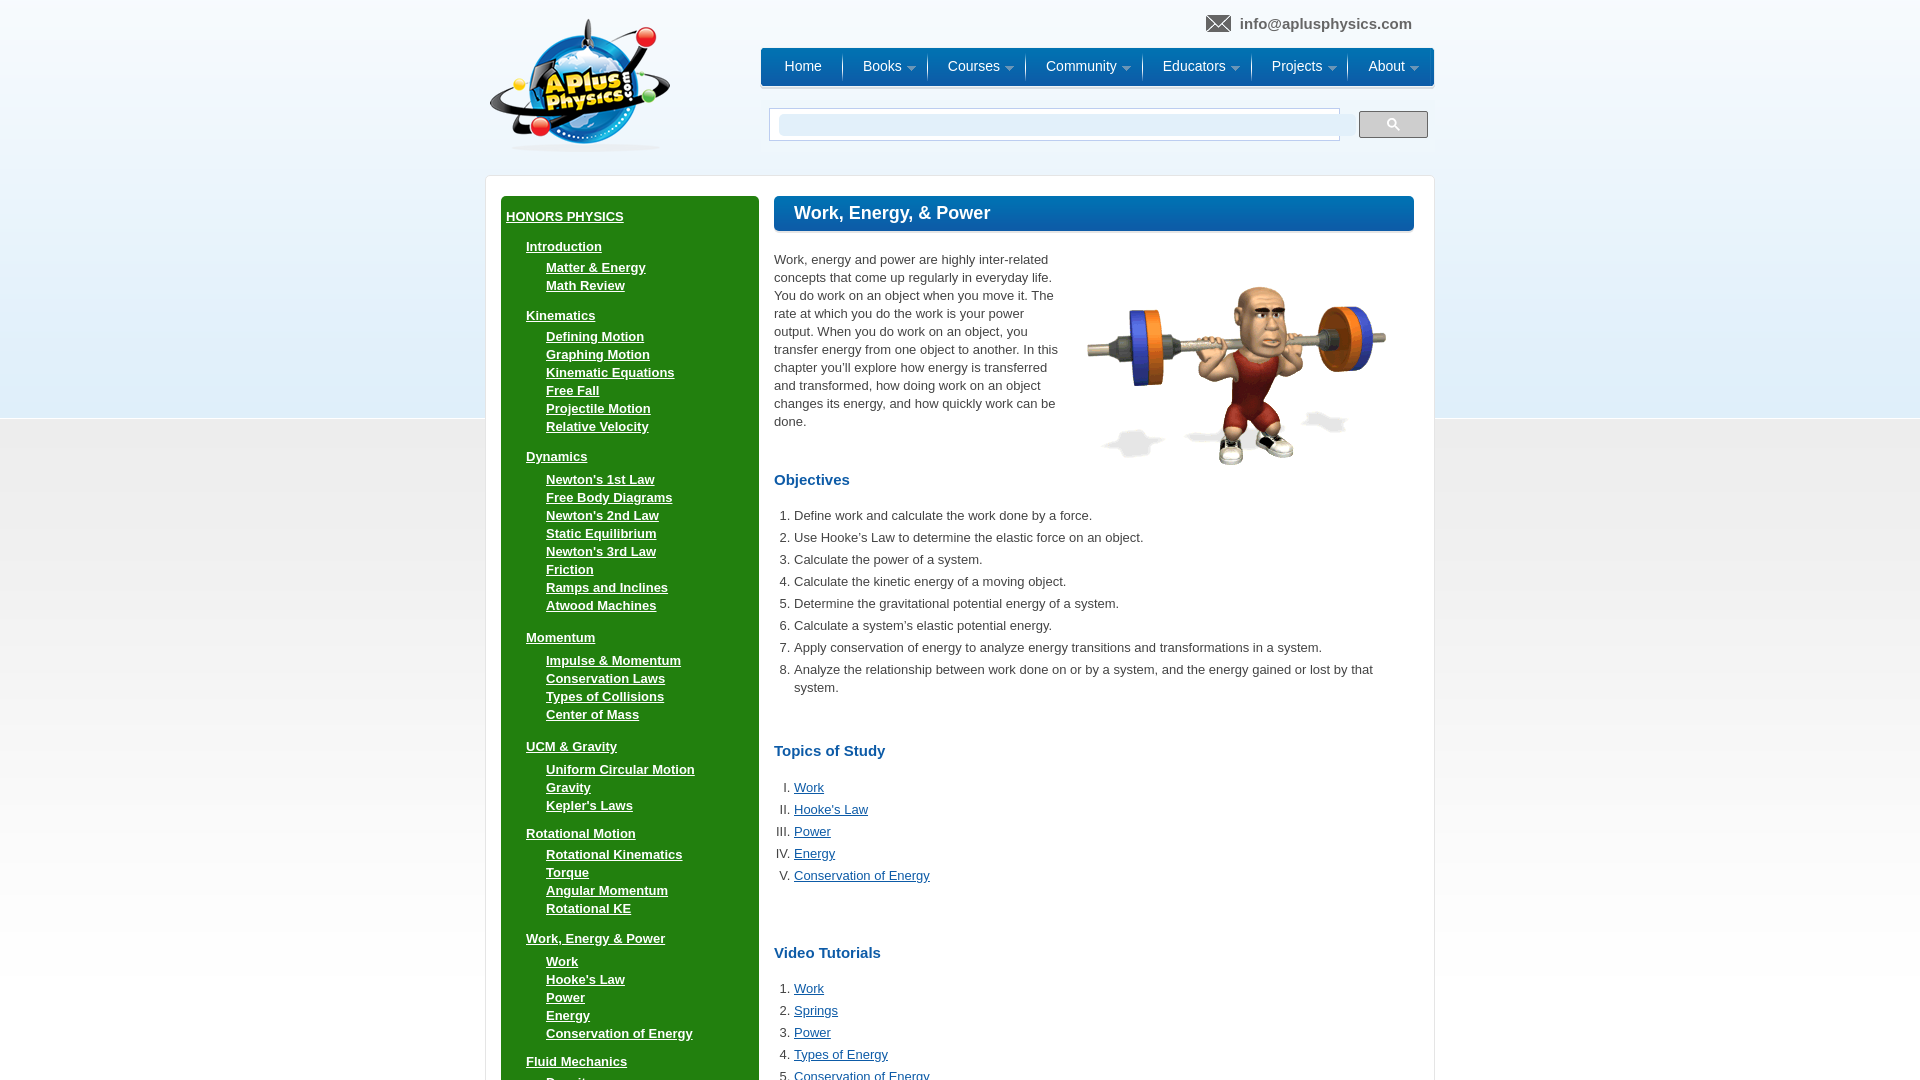 info@aplusphysics.com
APlus
Physics.com
Home Books Courses Community Educators Projects About
HONORS PHYSICS
Introduction
Matter & Energy
Math Review
Kinematics
Defining Motion
Graphing Motion
Kinematic Equations
Free Fall
Projectile Motion
Relative Velocity
Dynamics
Newton's 1st Law
Free Body Diagrams
Newton's 2nd Law
Static Equilibrium
Newton's 3rd Law
Friction
Ramps and Inclines
Atwood Machines
Momentum
Impulse & Momentum
Conservation Laws
Types of Collisions
Center of Mass
UCM & Gravity
Uniform Circular Motion
Gravity
Kepler's Laws
Rotational Motion
Rotational Kinematics
Torque
Angular Momentum
Rotational KE
Work, Energy & Power
Work
Hooke's Law
Power
Energy
Conservation of Energy
Fluid Mechanics
Work, Energy, & Power
Work, energy and power are highly inter-related
concepts that come up regularly in everyday life.
You do work on an object when you move it. The
rate at which you do the work is your power
output. When you do work on an object, you
transfer energy from one object to another. In this
chapter you’ll explore how energy is transferred
and transformed, how doing work on an object
changes its energy, and how quickly work can be
done.
Objectives
1. Define work and calculate the work done by a force.
2. Use Hooke’s Law to determine the elastic force on an object.
3. Calculate the power of a system.
4. Calculate the kinetic energy of a moving object.
5. Determine the gravitational potential energy of a system.
6. Calculate a system’s elastic potential energy.
7. Apply conservation of energy to analyze energy transitions and transformations in a system.
8. Analyze the relationship between work done on or by a system, and the energy gained or lost by that
system.
Topics of Study
I. Work
II. Hooke's Law
III. Power
IV. Energy
V. Conservation of Energy
Video Tutorials
1. Work
2. Springs
3. Power
4. Types of Energy
5. Conservation of Energy